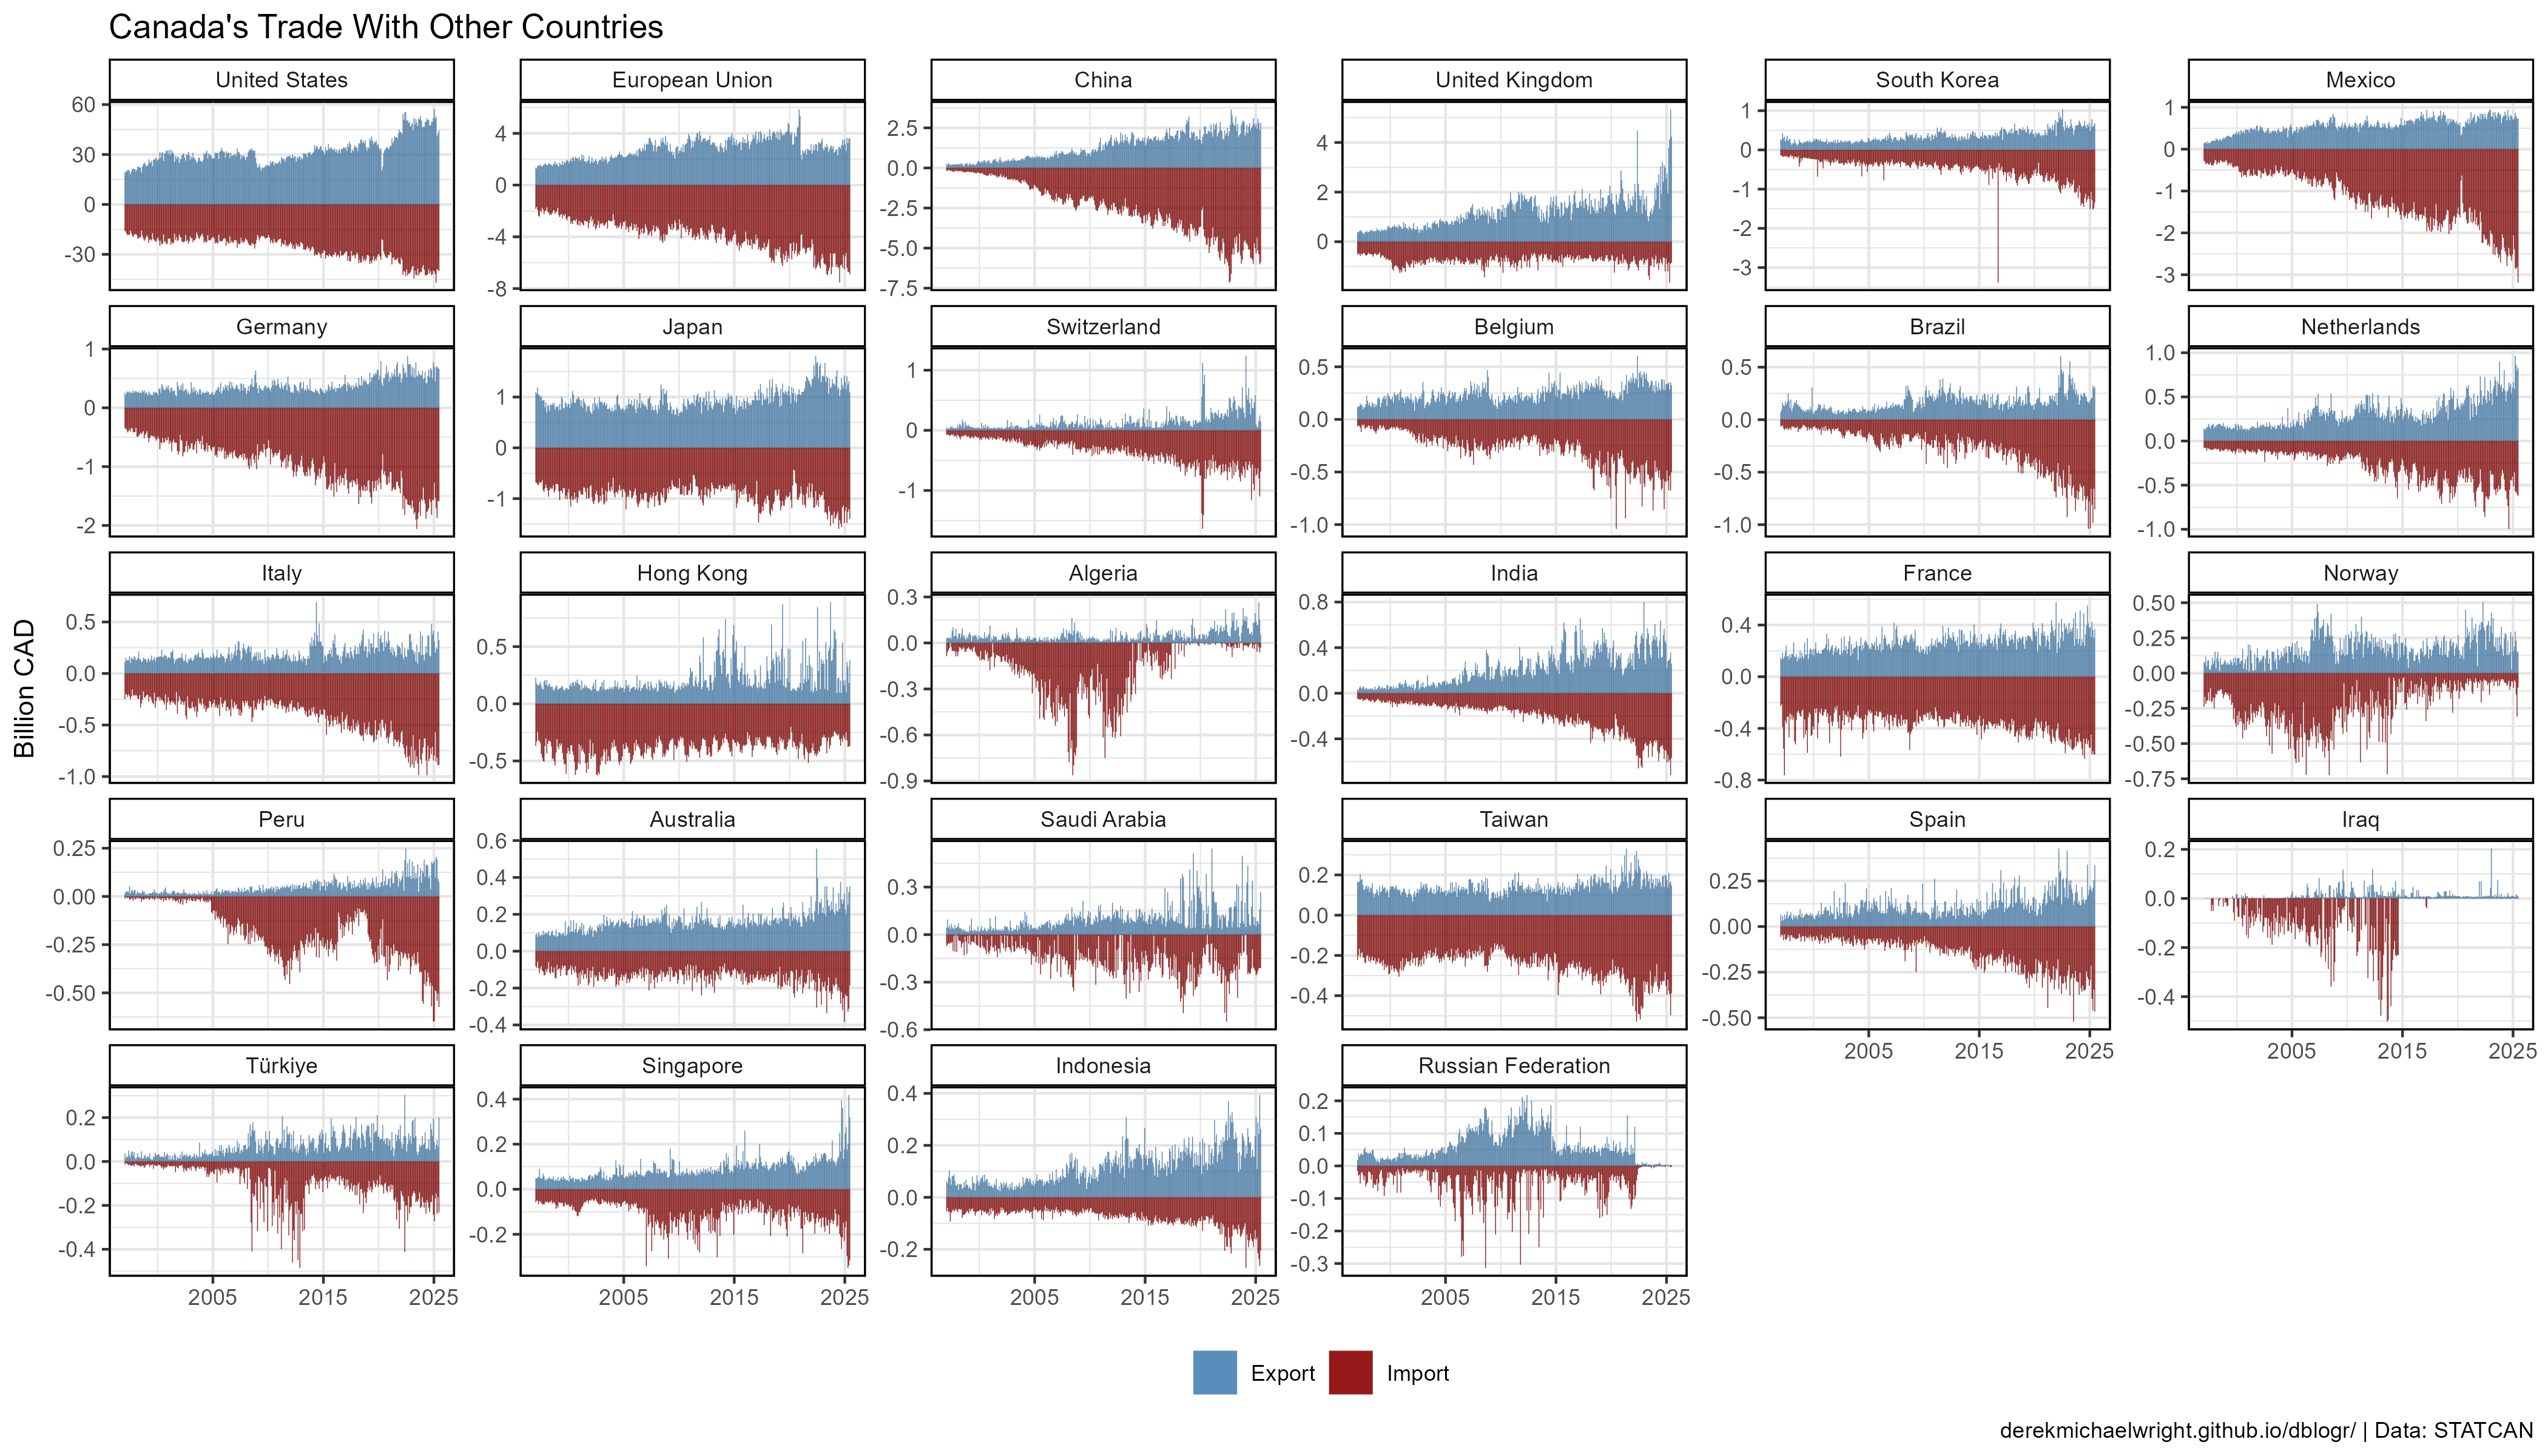 Canada's Trade With Other Countries
United States European Union China United Kingdom South Korea Mexico
60 30 0 -30
4 0 -4 -8
2.5 0.0 -2.5 -5.0 -7.5
4 2 0
1 0 -1 -2 -3
1 0 -1 -2 -3
Germany Japan Switzerland Belgium Brazil Netherlands
1 0 -1 -2
1 0 -1
1 0 -1
0.5 0.0 -0.5 -1.0
0.5 0.0 -0.5 -1.0
1.0 0.5 0.0 -0.5 -1.0
Italy Hong Kong Algeria India France Norway
0.5 0.0 -0.5 -1.0
0.5 0.0 -0.5
0.3 0.0 -0.3 -0.6 -0.9
0.8 0.4 0.0 -0.4
0.4 0.0 -0.4 -0.8
0.50 0.25 0.00 -0.25 -0.50 -0.75
Billion CAD
Peru Australia Saudi Arabia Taiwan Spain Iraq
0.25 0.00 -0.25 -0.50
0.6 0.4 0.2 0.0 -0.2 -0.4
0.3 0.0 -0.3 -0.6
0.2 0.0 -0.2 -0.4
0.25 0.00 -0.25 -0.50
0.2 0.0 -0.2 -0.4
2005 2015 2025 2005 2015 2025
Türkiye Singapore Indonesia Russian Federation
0.2 0.0 -0.2 -0.4
0.4 0.2 0.0 -0.2
0.4 0.2 0.0 -0.2
0.2 0.1 0.0 -0.1 -0.2 -0.3
2005 2015 2025 2005 2015 2025 2005 2015 2025 2005 2015 2025
Export Import
derekmichaelwright.github.io/dblogr/ | Data: STATCAN